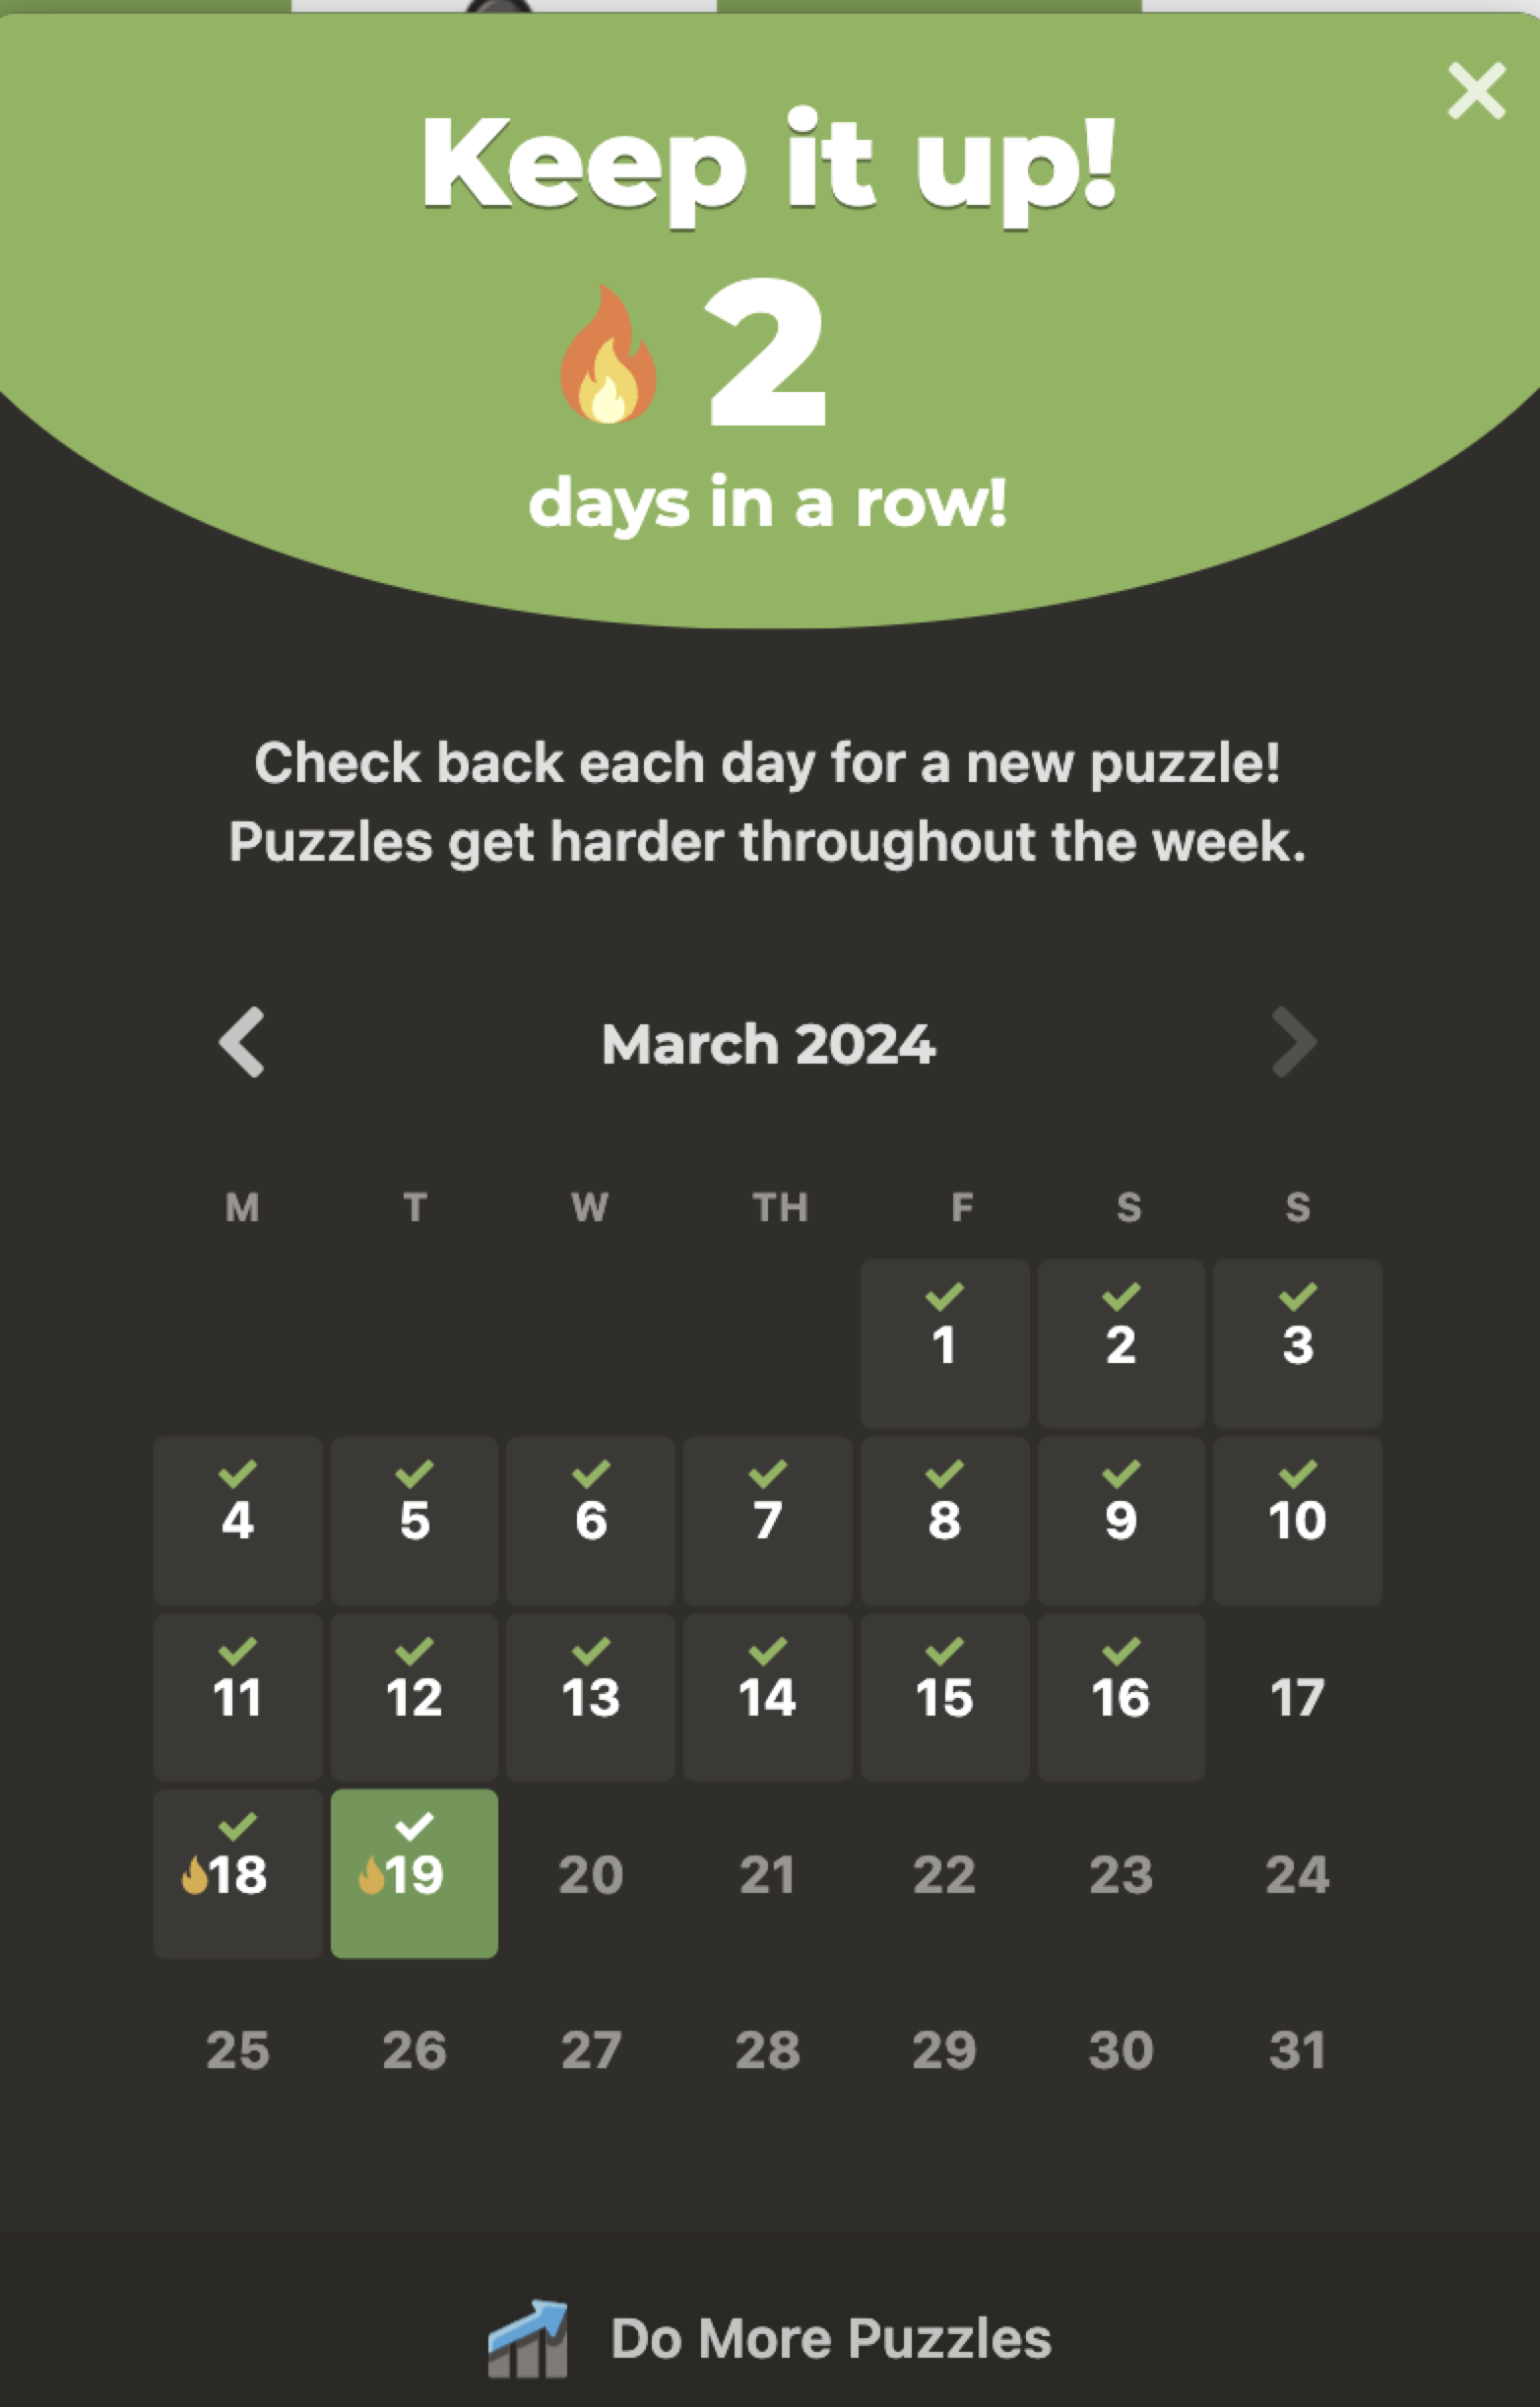 Keep it up!
2
days in a row!
Check back each day for a new puzzle!
Puzzles get harder throughout the week.
March 2024
M T W TH F S S
1 2 3
4 5 6 7 8 9 10
11 12 13 14 15 16 17
18 19 20 21 22 23 24
25 26 27 28 29 30 31
Do More Puzzles